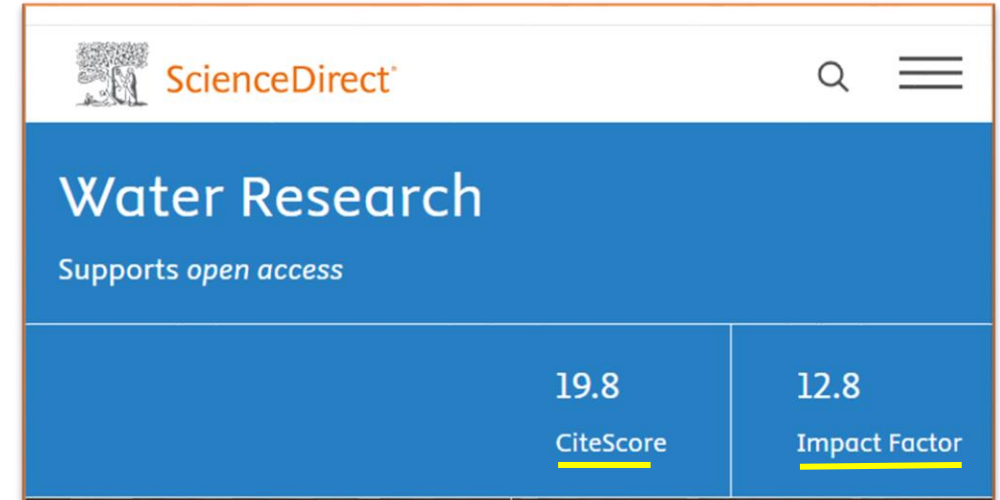 ScienceDirect
Water Research
Supports open access
19.8
CiteScore
12.8
Impact Factor